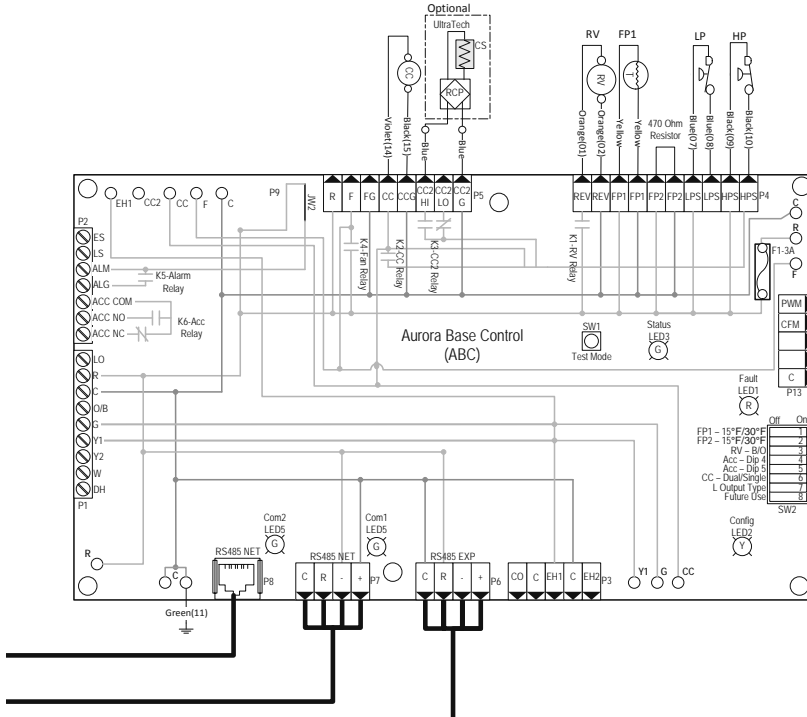 Optional
UltraTech
CS
RCP
CC
Violet(14)
Black(15)
Blue
Blue
RV
FP1
LP
HP
RV
T
470 Ohm
Resistor
Orange(01)
Orange(02)
Yellow
Yellow
Blue(07)
Blue(08)
Black(09)
Black(10)
EH1
CC2
CC
F
C
P9
JW2
R
F
FG
CC
CCG
CC2
HI
CC2
LO
CC2
G
P5
REV
REV
FP1
FP1
FP2
FP2
LPS
LPS
HPS
HPS
P4
C
R
F1-3A
F
P2
ES
LS
ALM
ALG
ACC COM
ACC NO
ACC NC
K5-Alarm
Relay
K6-Acc
Relay
K4-Fan Relay
K2-CC Relay
K3-CC2 Relay
K1-RV Relay
Aurora Base Control
(ABC)
SW1
Test Mode
Status
LED3
G
PWM
CFM
C
P13
LO
R
C
O/B
G
Y1
Y2
W
DH
P1
Fault
LED1
R
Off
On
FP1 – 15°F/30°F
1
FP2 – 15°F/30°F
2
RV – B/O
3
Acc – Dip 4
4
Acc – Dip 5
5
CC – Dual/Single
6
L Output Type
7
Future Use
8
SW2
Config
LED2
Y
R
C
Green(11)
RS485 NET
P8
Com2
LED5
G
RS485 NET
C
R
-
+
P7
Com1
LED5
G
RS485 EXP
C
R
-
+
P6
CO
C
EH1
C
EH2
P3
Y1
G
CC